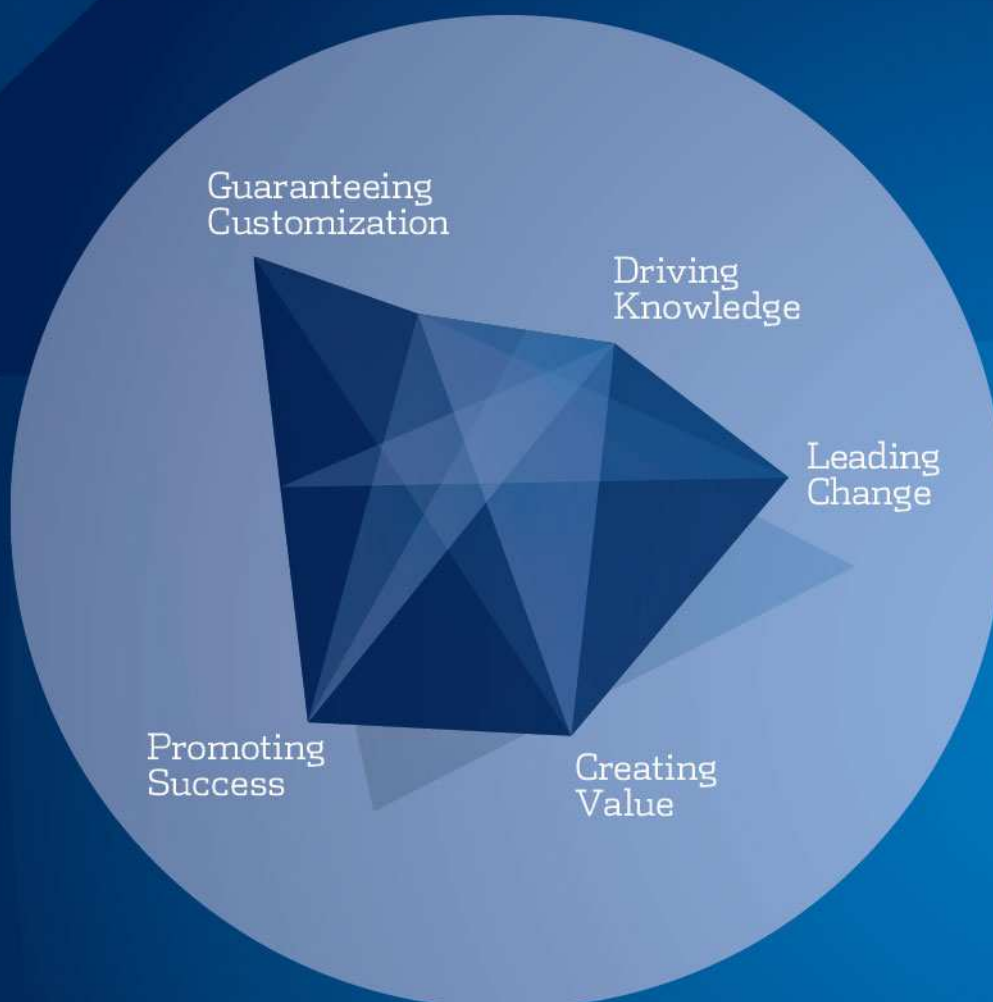 Guaranteeing
Customization
Driving
Knowledge
Leading
Change
Promoting
Success
Creating
Value